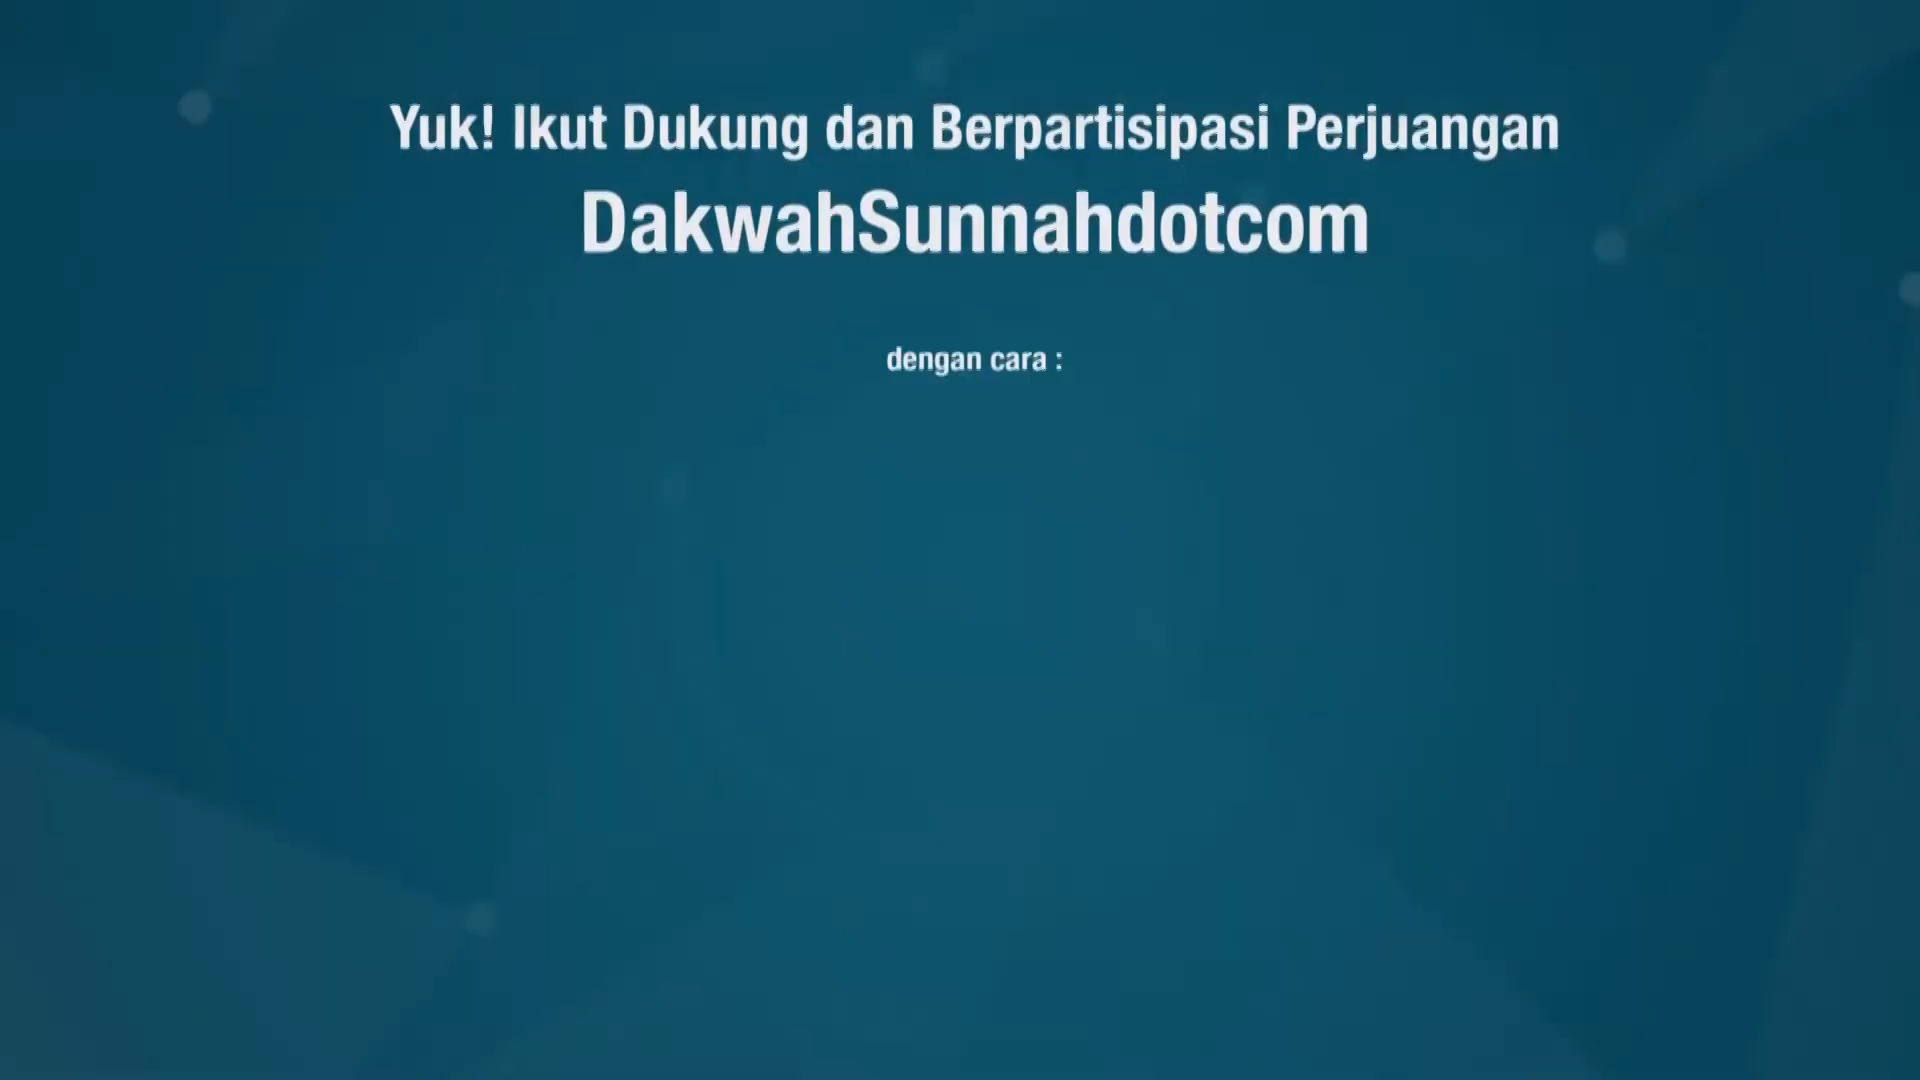 Yuk! Ikut Dukung dan Berpartisipasi Perjuangan
DakwahSunnahdotcom
dengan cara :